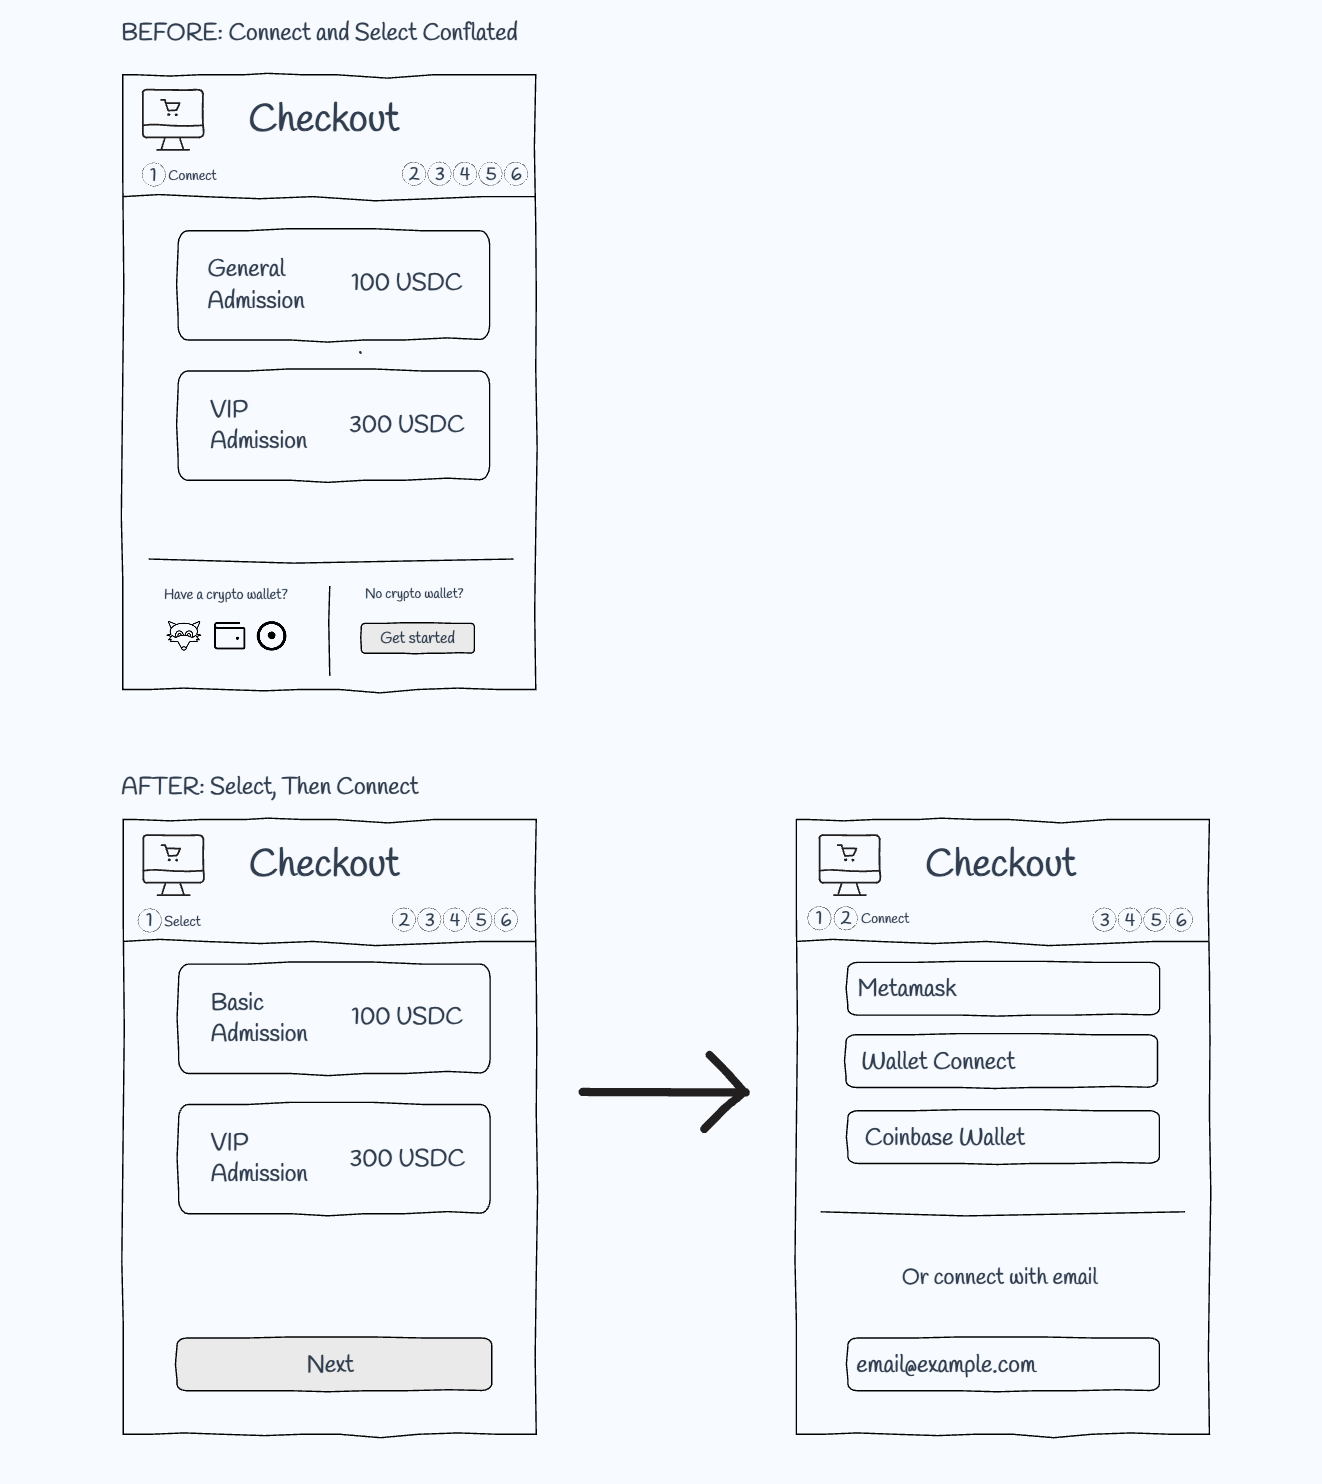 BEFORE: Connect and Select Conflated
Checkout
1 Connect 2 3 4 5 6
General
Admission
100 USDC
VIP
Admission
300 USDC
Have a crypto wallet?
No crypto wallet?
Get started
AFTER: Select, Then Connect
Checkout
1 Select 2 3 4 5 6
Basic
Admission
100 USDC
VIP
Admission
300 USDC
Next
Checkout
1 2 Connect 3 4 5 6
Metamask
Wallet Connect
Coinbase Wallet
Or connect with email
email@example.com